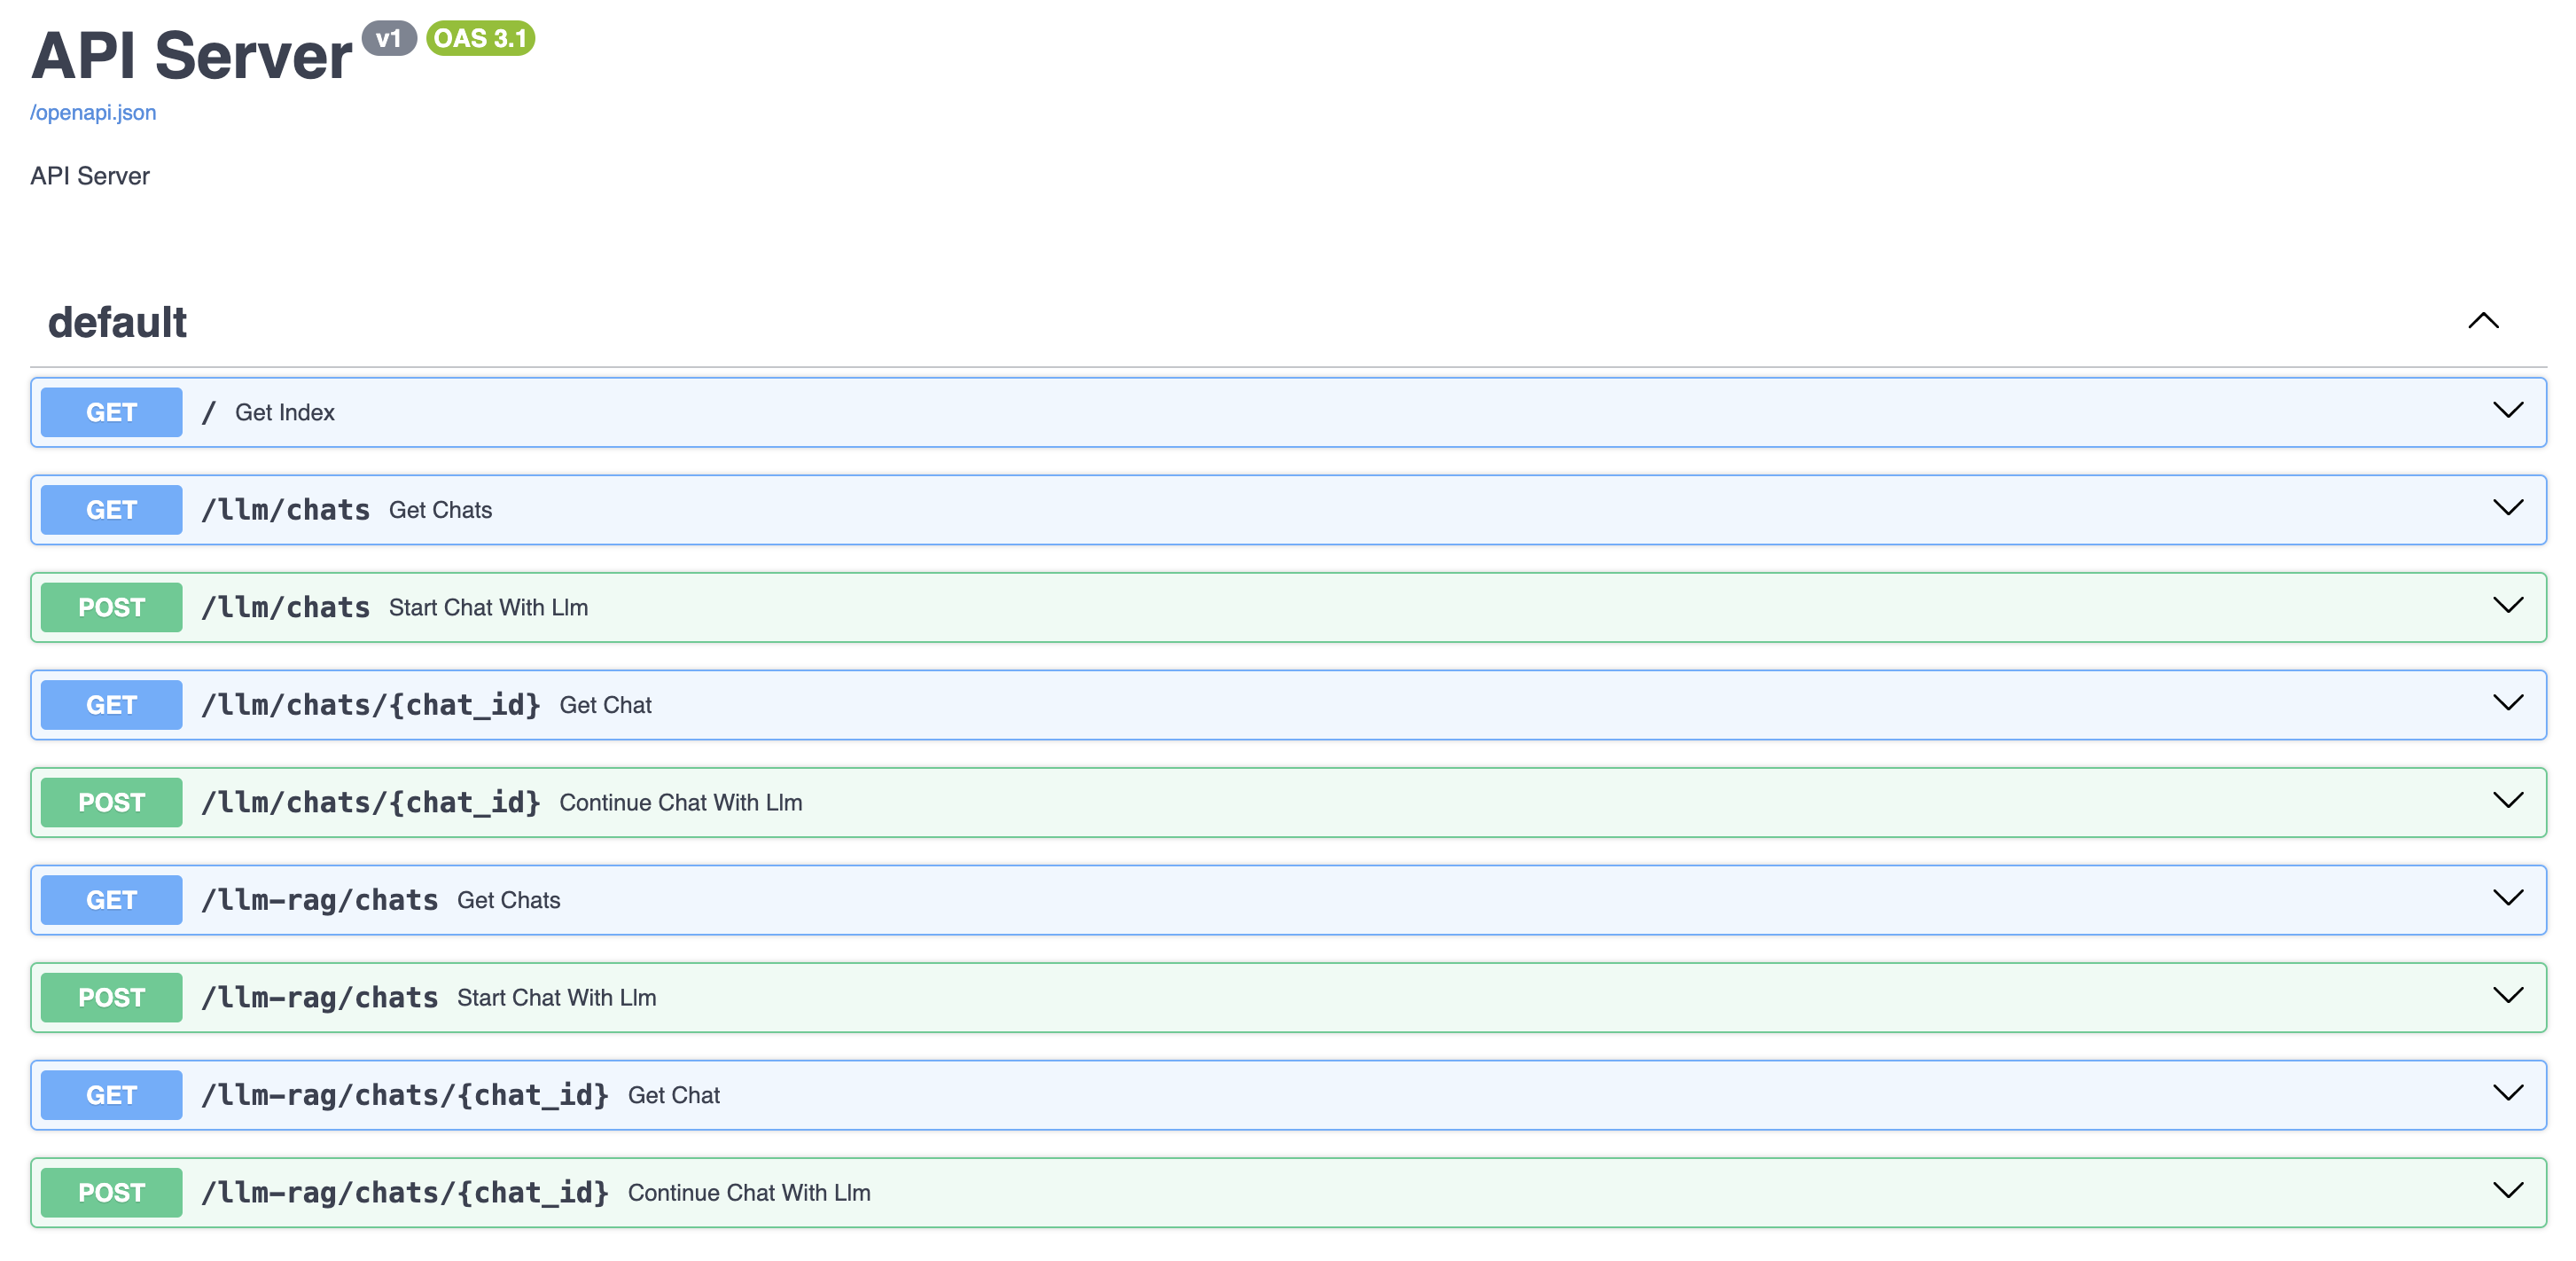 API Server v1 OAS 3.1
/openapi.json
API Server
default
GET / Get Index
GET /llm/chats Get Chats
POST /llm/chats Start Chat With Llm
GET /llm/chats/{chat_id} Get Chat
POST /llm/chats/{chat_id} Continue Chat With Llm
GET /llm-rag/chats Get Chats
POST /llm-rag/chats Start Chat With Llm
GET /llm-rag/chats/{chat_id} Get Chat
POST /llm-rag/chats/{chat_id} Continue Chat With Llm